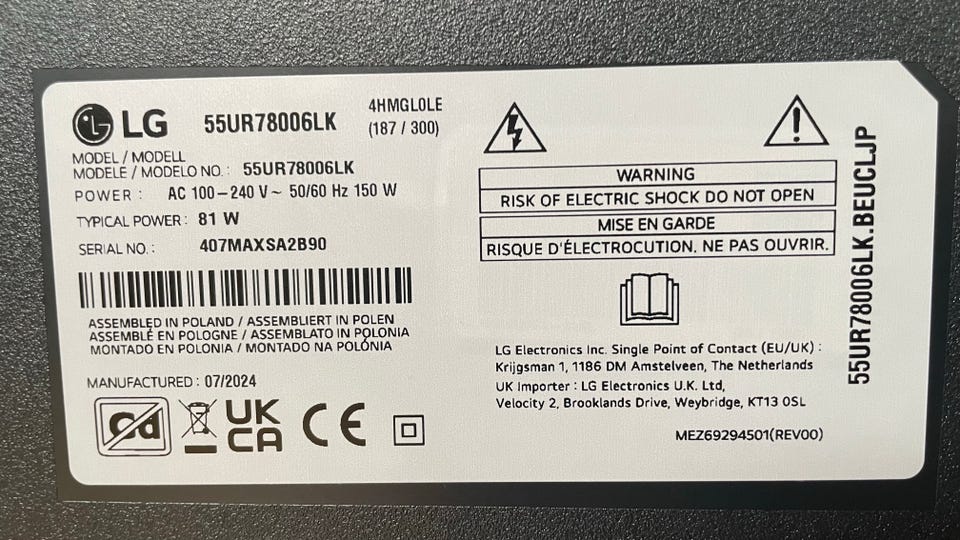 LG 55UR78006LK 4HMGL0LE
(187 / 300)
MODEL / MODELL
MODÈLE / MODELO NO. : 55UR78006LK
POWER : AC 100-240 V~ 50/60 Hz 150 W
TYPICAL POWER : 81 W
SERIAL NO. : 407MAXSA2B90
ASSEMBLED IN POLAND / ASSEMBLIERT IN POLEN
ASSEMBLÉ EN POLOGNE / ASSEMBLATO IN POLONIA
MONTADO EN POLONIA / MONTADO NA POLÓNIA
MANUFACTURED : 07/2024
Cd
UK
CA
CE
WARNING
RISK OF ELECTRIC SHOCK DO NOT OPEN
MISE EN GARDE
RISQUE D'ÉLECTROCUTION. NE PAS OUVRIR.
LG Electronics Inc. Single Point of Contact (EU/UK) :
Krijgsman 1, 1186 DM Amstelveen, The Netherlands
UK Importer : LG Electronics U.K. Ltd,
Velocity 2, Brooklands Drive, Weybridge, KT13 0SL
MEZ69294501(REV00)
55UR78006LK.BEUCLJP